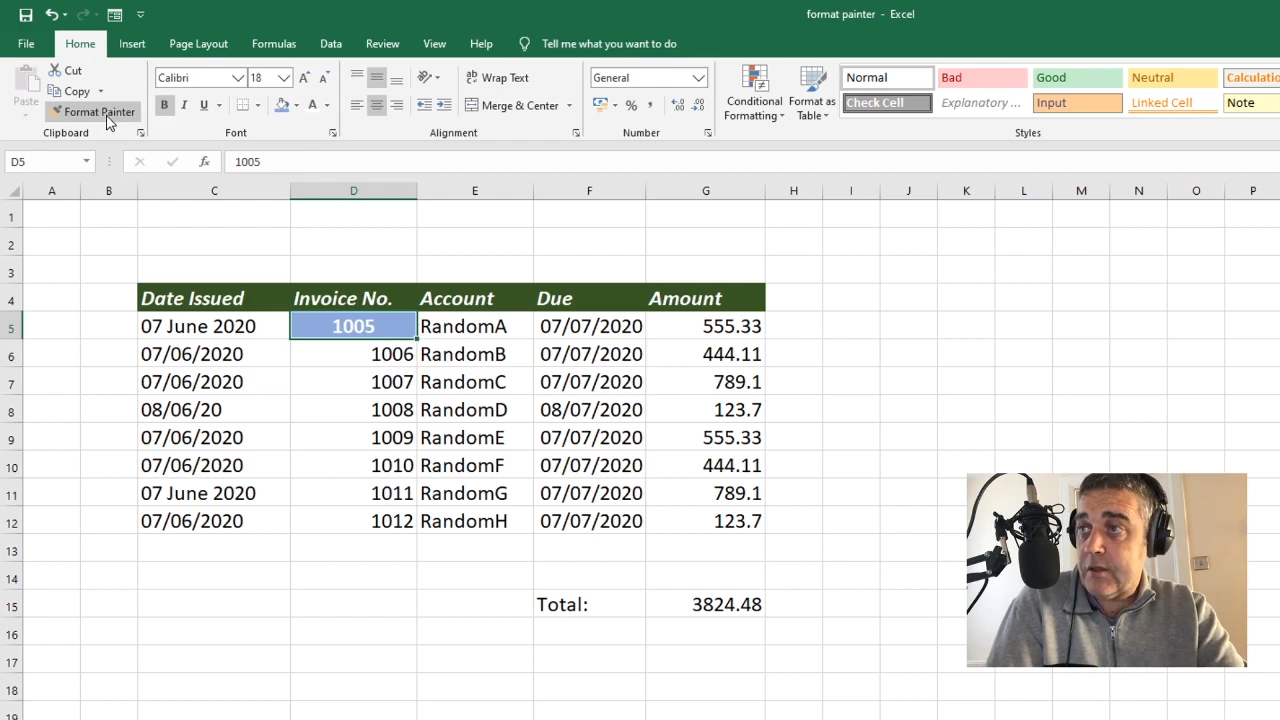 format painter - Excel
File Home Insert Page Layout Formulas Data Review View Help Tell me what you want to do
Paste
Cut
Copy
Format Painter
Clipboard
Calibri 18 A A
B I U A
Font
Wrap Text
Merge & Center
Alignment
General
% , .00
Number
Conditional Formatting
Format as Table
Normal Bad Good Neutral Calculatio
Check Cell Explanatory ... Input Linked Cell Note
Styles
D5 fx 1005
A B C D E F G H I J K L M N O P
1
2
3
4 Date Issued Invoice No. Account Due Amount
5 07 June 2020 1005 RandomA 07/07/2020 555.33
6 07/06/2020 1006 RandomB 07/07/2020 444.11
7 07/06/2020 1007 RandomC 07/07/2020 789.1
8 08/06/20 1008 RandomD 08/07/2020 123.7
9 07/06/2020 1009 RandomE 07/07/2020 555.33
10 07/06/2020 1010 RandomF 07/07/2020 444.11
11 07 June 2020 1011 RandomG 07/07/2020 789.1
12 07/06/2020 1012 RandomH 07/07/2020 123.7
13
14
15 Total: 3824.48
16
17
18
19